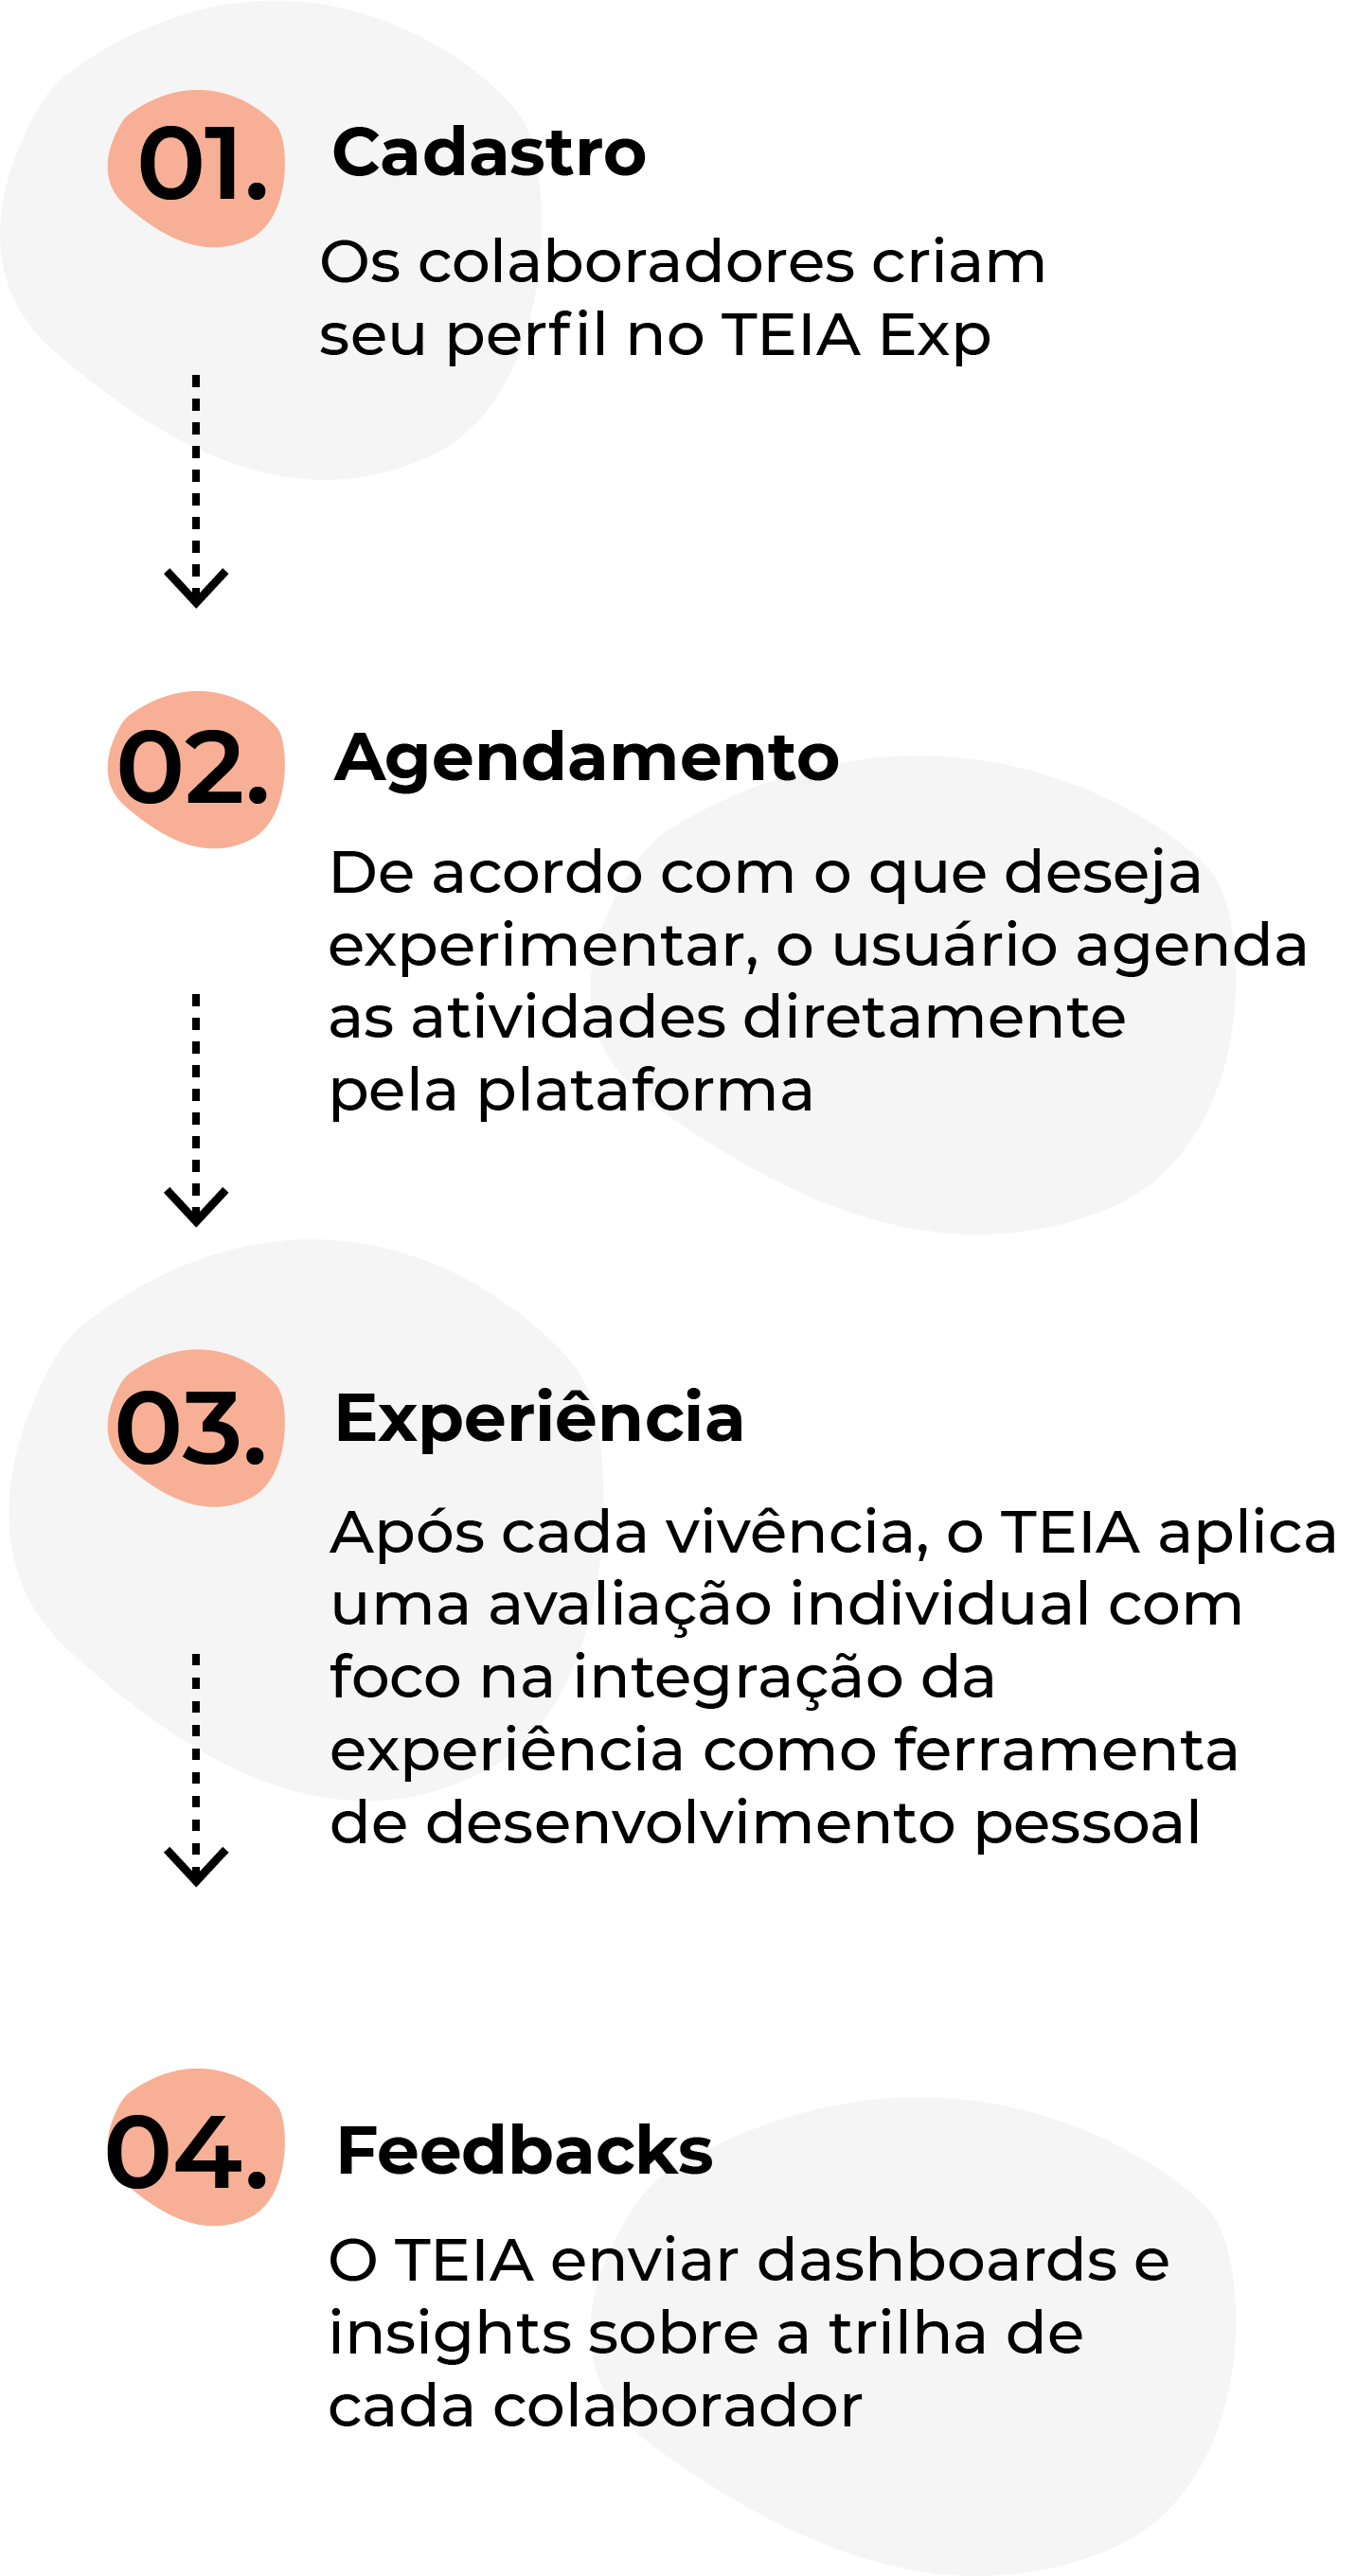 01.
Cadastro
Os colaboradores criam
seu perfil no TEIA Exp
02.
Agendamento
De acordo com o que deseja
experimentar, o usuário agenda
as atividades diretamente
pela plataforma
03.
Experiência
Após cada vivência, o TEIA aplica
uma avaliação individual com
foco na integração da
experiência como ferramenta
de desenvolvimento pessoal
04.
Feedbacks
O TEIA enviar dashboards e
insights sobre a trilha de
cada colaborador